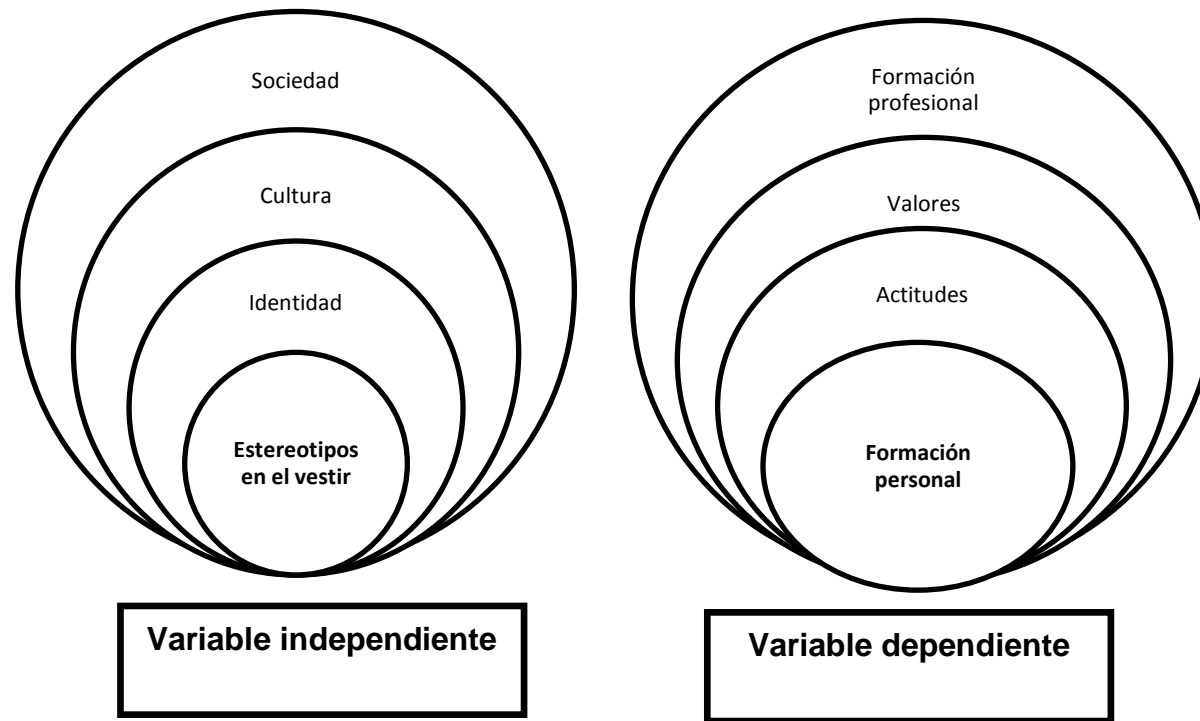 Sociedad
Cultura
Identidad
Estereotipos
en el vestir
Variable independiente
Formación
profesional
Valores
Actitudes
Formación
personal
Variable dependiente